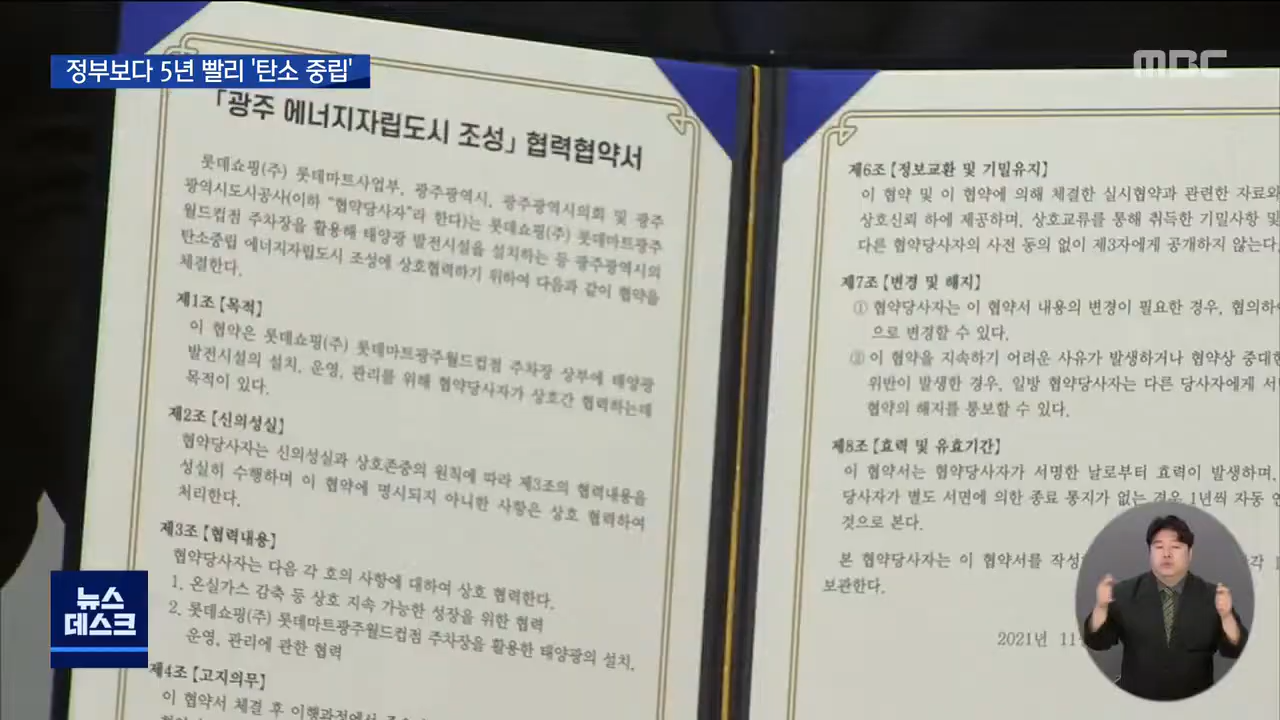 정부보다 5년 빨리 '탄소 중립'
MBC
「광주 에너지자립도시 조성」 협력협약서
롯데쇼핑(주) 롯데마트사업부, 광주광역시, 광주광역시의회 및 광주
광역시도시공사(이하 "협약당사자"라 한다)는 롯데쇼핑(주) 롯데마트광주
월드컵점 주차장을 활용해 태양광 발전시설을 설치하는 등 광주광역시의
탄소중립 에너지자립도시 조성에 상호협력하기 위하여 다음과 같이 협약을
체결한다.
제1조【목적】
이 협약은 롯데쇼핑(주) 롯데마트광주월드컵점 주차장 상부에 태양광
발전시설의 설치, 운영, 관리를 위해 협약당사자가 상호간 협력하는데
목적이 있다.
제2조【신의성실】
협약당사자는 신의성실과 상호존중의 원칙에 따라 제3조의 협력내용을
성실히 수행하며 이 협약에 명시되지 아니한 사항은 상호 협력하여
처리한다.
제3조【협력내용】
협약당사자는 다음 각 호의 사항에 대하여 상호 협력한다.
1. 온실가스 감축 등 상호 지속 가능한 성장을 위한 협력
2. 롯데쇼핑(주) 롯데마트광주월드컵점 주차장을 활용한 태양광의 설치,
운영, 관리에 관한 협력
제4조【고지의무】
이 협약서 체결 후 이행과정에서
제6조【정보교환 및 기밀유지】
이 협약 및 이 협약에 의해 체결한 실시협약과 관련한 자료와
상호신뢰 하에 제공하며, 상호교류를 통해 취득한 기밀사항 및
다른 협약당사자의 사전 동의 없이 제3자에게 공개하지 않는다
제7조【변경 및 해지】
① 협약당사자는 이 협약서 내용의 변경이 필요한 경우, 협의하여
으로 변경할 수 있다.
② 이 협약을 지속하기 어려운 사유가 발생하거나 협약상 중대한
위반이 발생한 경우, 일방 협약당사자는 다른 당사자에게 서
협약의 해지를 통보할 수 있다.
제8조【효력 및 유효기간】
이 협약서는 협약당사자가 서명한 날로부터 효력이 발생하며,
당사자가 별도 서면에 의한 종료 통지가 없는 경우 1년씩 자동 연
것으로 본다.
본 협약당사자는 이 협약서를 작성 각 1
보관한다.
2021년 11
뉴스
데스크